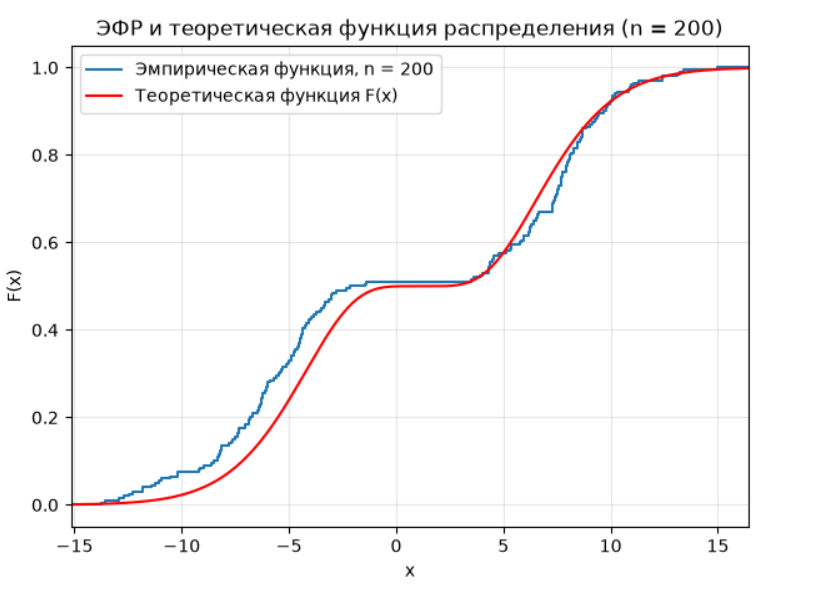 ЭФР и теоретическая функция распределения (n = 200)
Эмпирическая функция, n = 200
Теоретическая функция F(x)
1.0
0.8
0.6
0.4
0.2
0.0
F(x)
−15
−10
−5
0
5
10
15
x